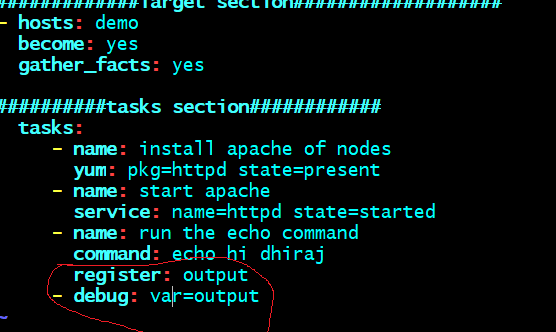 #############Target section####################
- hosts: demo
become: yes
gather_facts: yes
##########tasks section############
tasks:
- name: install apache of nodes
yum: pkg=httpd state=present
- name: start apache
service: name=httpd state=started
- name: run the echo command
command: echo hi dhiraj
register: output
- debug: var=output
~